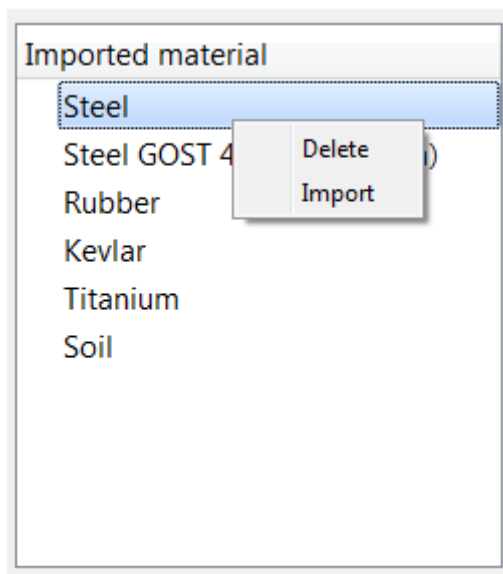 Imported material
Steel
Steel GOST 4
Delete
Import
Rubber
Kevlar
Titanium
Soil